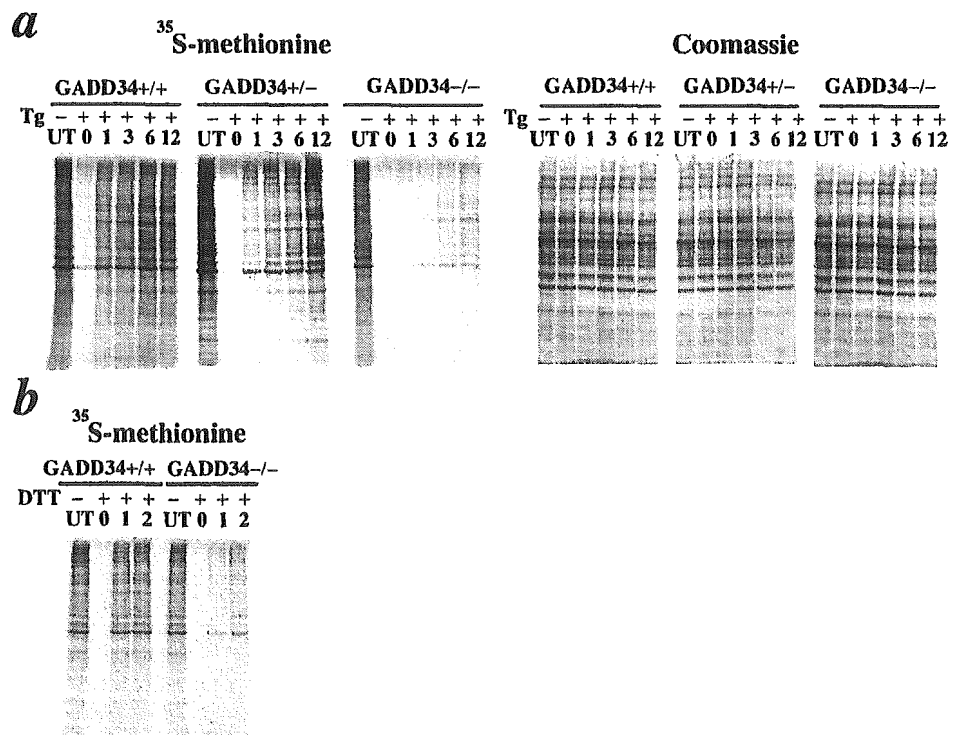 a
³⁵S-methionine
Coomassie
GADD34+/+ GADD34+/− GADD34−/− GADD34+/+ GADD34+/− GADD34−/−
Tg − + + + + + − + + + + + − + + + + + Tg − + + + + + − + + + + + − + + + + +
UT 0 1 3 6 12 UT 0 1 3 6 12 UT 0 1 3 6 12 UT 0 1 3 6 12 UT 0 1 3 6 12 UT 0 1 3 6 12
b
³⁵S-methionine
GADD34+/+ GADD34−/−
DTT − + + + − + + +
UT 0 1 2 UT 0 1 2